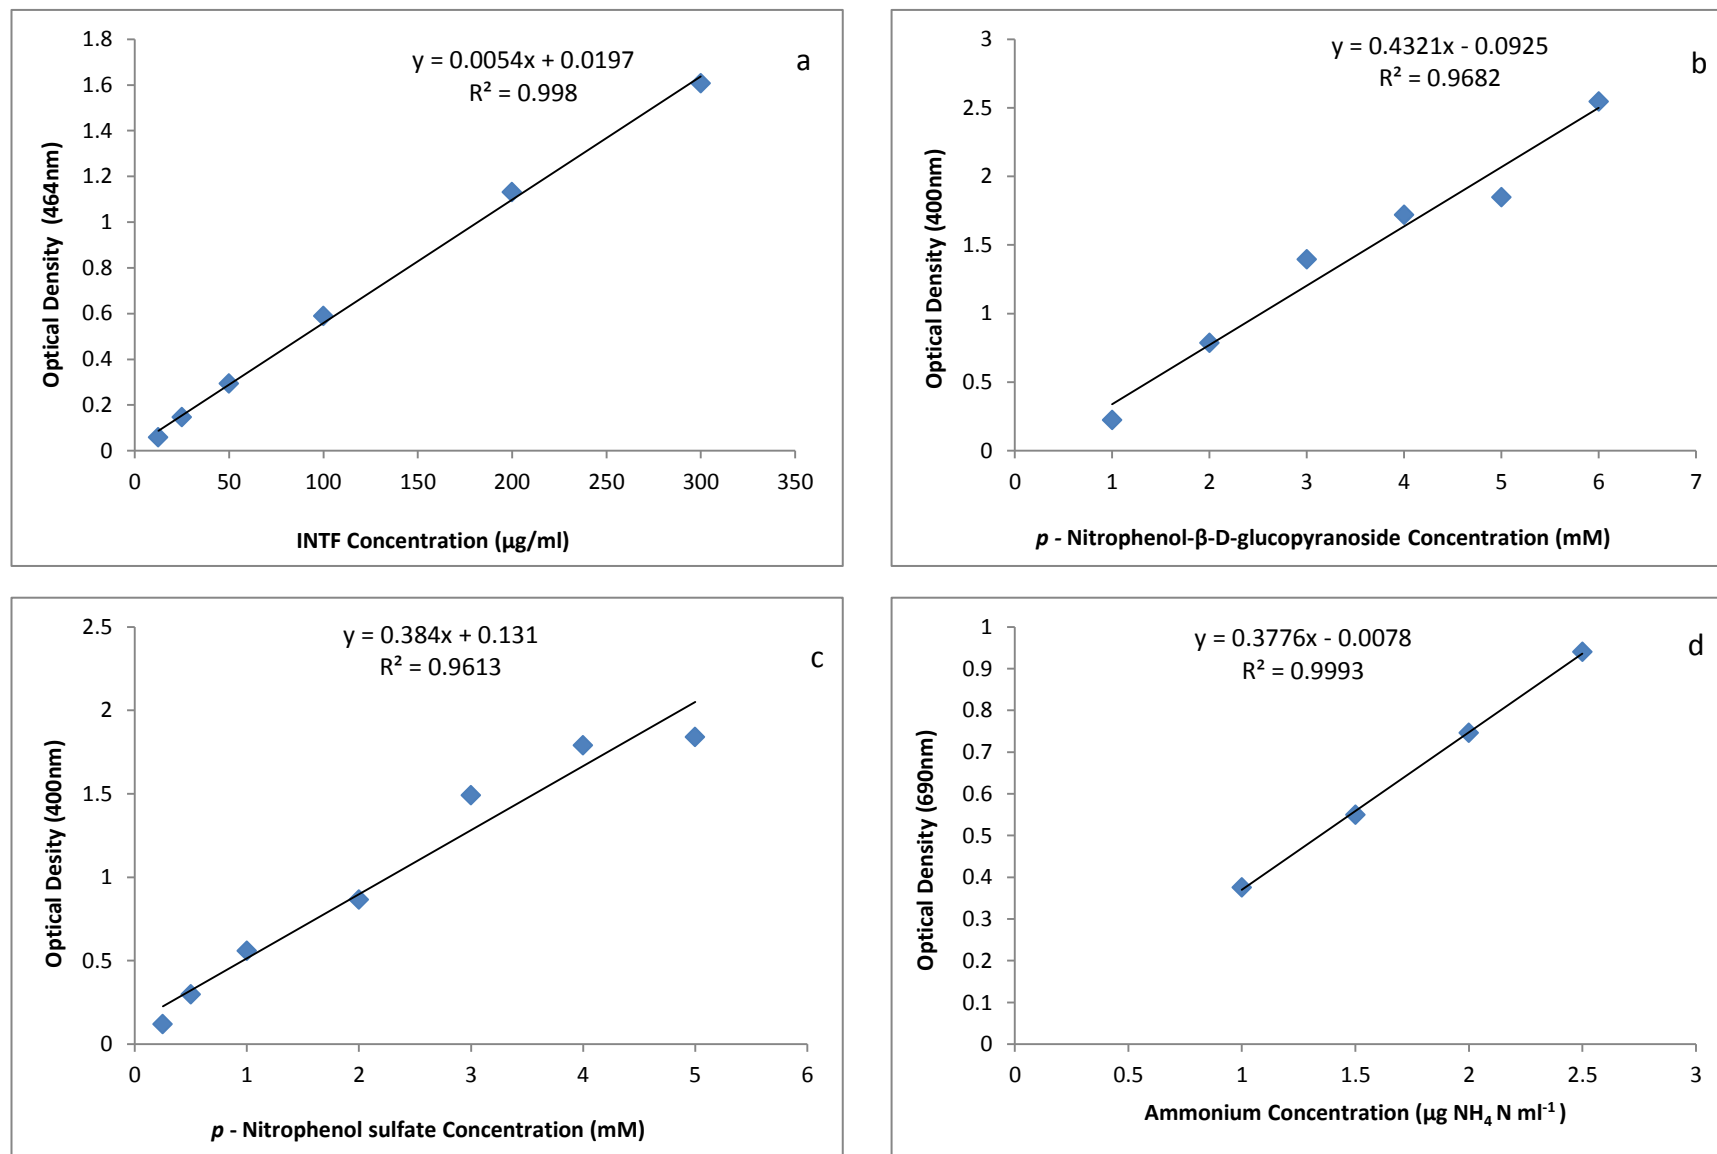 y = 0.0054x + 0.0197
R² = 0.998
a
1.8
1.6
1.4
1.2
1
0.8
0.6
0.4
0.2
0
Optical Density (464nm)
0 50 100 150 200 250 300 350
INTF Concentration (µg/ml)
y = 0.4321x - 0.0925
R² = 0.9682
b
3
2.5
2
1.5
1
0.5
0
Optical Density (400nm)
0 1 2 3 4 5 6 7
p - Nitrophenol-β-D-glucopyranoside Concentration (mM)
y = 0.384x + 0.131
R² = 0.9613
c
2.5
2
1.5
1
0.5
0
Optical Desity (400nm)
0 1 2 3 4 5 6
p - Nitrophenol sulfate Concentration (mM)
y = 0.3776x - 0.0078
R² = 0.9993
d
1
0.9
0.8
0.7
0.6
0.5
0.4
0.3
0.2
0.1
0
Optical Density (690nm)
0 0.5 1 1.5 2 2.5 3
Ammonium Concentration (µg NH₄ N ml⁻¹)